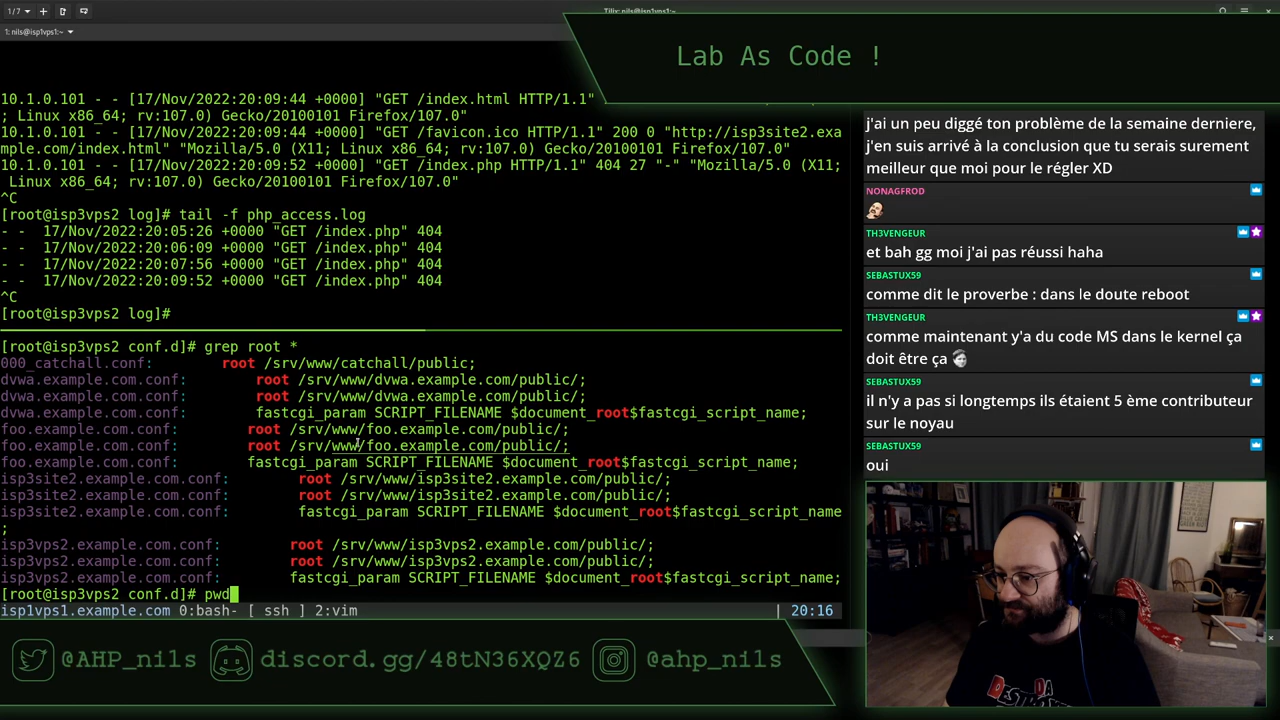 1/7
Tilix: nils@isp1vps1:~
1: nils@isp1vps1:~
Lab As Code !
10.1.0.101 - - [17/Nov/2022:20:09:44 +0000] "GET /index.html HTTP/1.1"
; Linux x86_64; rv:107.0) Gecko/20100101 Firefox/107.0"
10.1.0.101 - - [17/Nov/2022:20:09:44 +0000] "GET /favicon.ico HTTP/1.1" 200 0 "http://isp3site2.exa
mple.com/index.html" "Mozilla/5.0 (X11; Linux x86_64; rv:107.0) Gecko/20100101 Firefox/107.0"
10.1.0.101 - - [17/Nov/2022:20:09:52 +0000] "GET /index.php HTTP/1.1" 404 27 "-" "Mozilla/5.0 (X11;
 Linux x86_64; rv:107.0) Gecko/20100101 Firefox/107.0"
^C
[root@isp3vps2 log]# tail -f php_access.log
- -  17/Nov/2022:20:05:26 +0000 "GET /index.php" 404
- -  17/Nov/2022:20:06:09 +0000 "GET /index.php" 404
- -  17/Nov/2022:20:07:56 +0000 "GET /index.php" 404
- -  17/Nov/2022:20:09:52 +0000 "GET /index.php" 404
^C
[root@isp3vps2 log]#
[root@isp3vps2 conf.d]# grep root *
000_catchall.conf:        root /srv/www/catchall/public;
dvwa.example.com.conf:        root /srv/www/dvwa.example.com/public/;
dvwa.example.com.conf:        root /srv/www/dvwa.example.com/public/;
dvwa.example.com.conf:        fastcgi_param SCRIPT_FILENAME $document_root$fastcgi_script_name;
foo.example.com.conf:        root /srv/www/foo.example.com/public/;
foo.example.com.conf:        root /srv/www/foo.example.com/public/;
foo.example.com.conf:        fastcgi_param SCRIPT_FILENAME $document_root$fastcgi_script_name;
isp3site2.example.com.conf:        root /srv/www/isp3site2.example.com/public/;
isp3site2.example.com.conf:        root /srv/www/isp3site2.example.com/public/;
isp3site2.example.com.conf:        fastcgi_param SCRIPT_FILENAME $document_root$fastcgi_script_name
;
isp3vps2.example.com.conf:        root /srv/www/isp3vps2.example.com/public/;
isp3vps2.example.com.conf:        root /srv/www/isp3vps2.example.com/public/;
isp3vps2.example.com.conf:        fastcgi_param SCRIPT_FILENAME $document_root$fastcgi_script_name;
[root@isp3vps2 conf.d]# pwd
isp1vps1.example.com 0:bash- [ ssh ] 2:vim | 20:16
j'ai un peu diggé ton problème de la semaine derniere,
j'en suis arrivé à la conclusion que tu serais surement
meilleur que moi pour le régler XD
NONAGFROD
TH3VENGEUR
et bah gg moi j'ai pas réussi haha
SEBASTUX59
comme dit le proverbe : dans le doute reboot
TH3VENGEUR
comme maintenant y'a du code MS dans le kernel ça
doit être ça
SEBASTUX59
il n'y a pas si longtemps ils étaient 5 ème contributeur
sur le noyau
SEBASTUX59
oui
@AHP_nils discord.gg/48tN36XQZ6 @ahp_nils